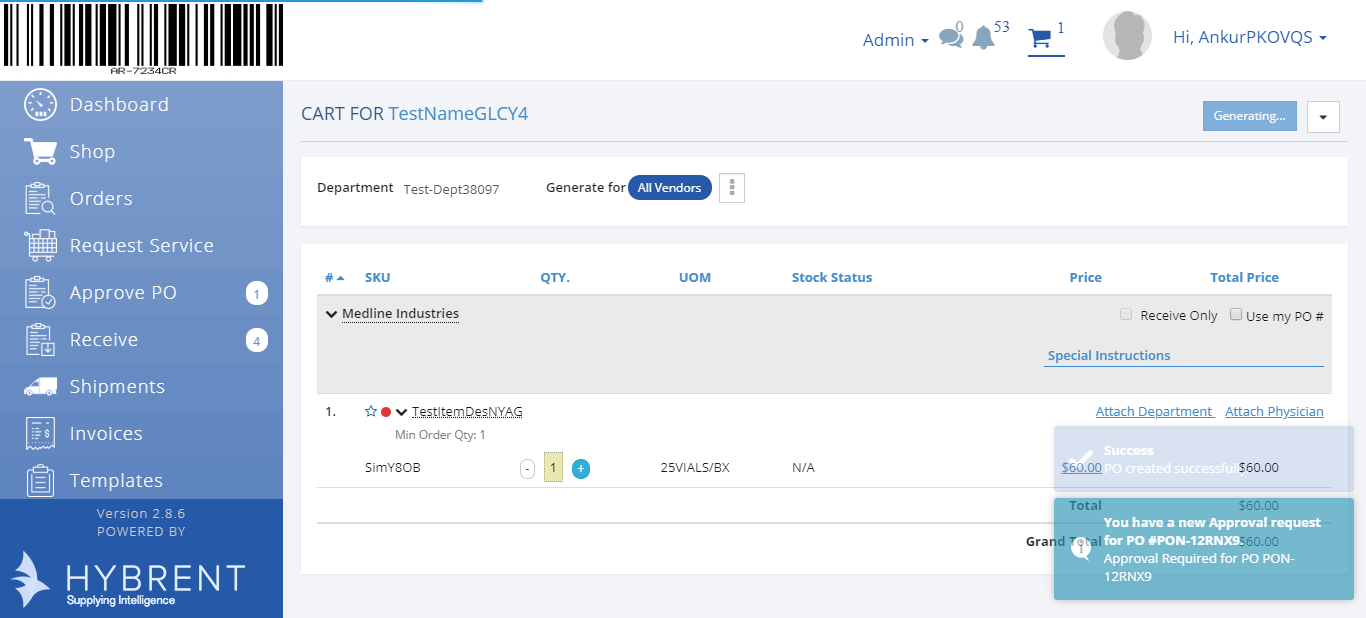 AR-7234CR
Admin
0
53
1
Hi, AnkurPKOVQS
Dashboard
Shop
Orders
Request Service
Approve PO 1
Receive 4
Shipments
Invoices
Templates
Version 2.8.6
POWERED BY
HYBRENT
Supplying Intelligence
CART FOR TestNameGLCY4
Generating...
Department Test-Dept38097 Generate for All Vendors
# SKU QTY. UOM Stock Status Price Total Price
Medline Industries Receive Only Use my PO #
Special Instructions
1. TestItemDesNYAG Attach Department Attach Physician
Min Order Qty: 1
SimY8OB - 1 + 25VIALS/BX N/A $60.00 $60.00
Total $60.00
Grand Total $60.00
Success
PO created successfull
You have a new Approval request
for PO #PON-12RNX9
Approval Required for PO PON-
12RNX9